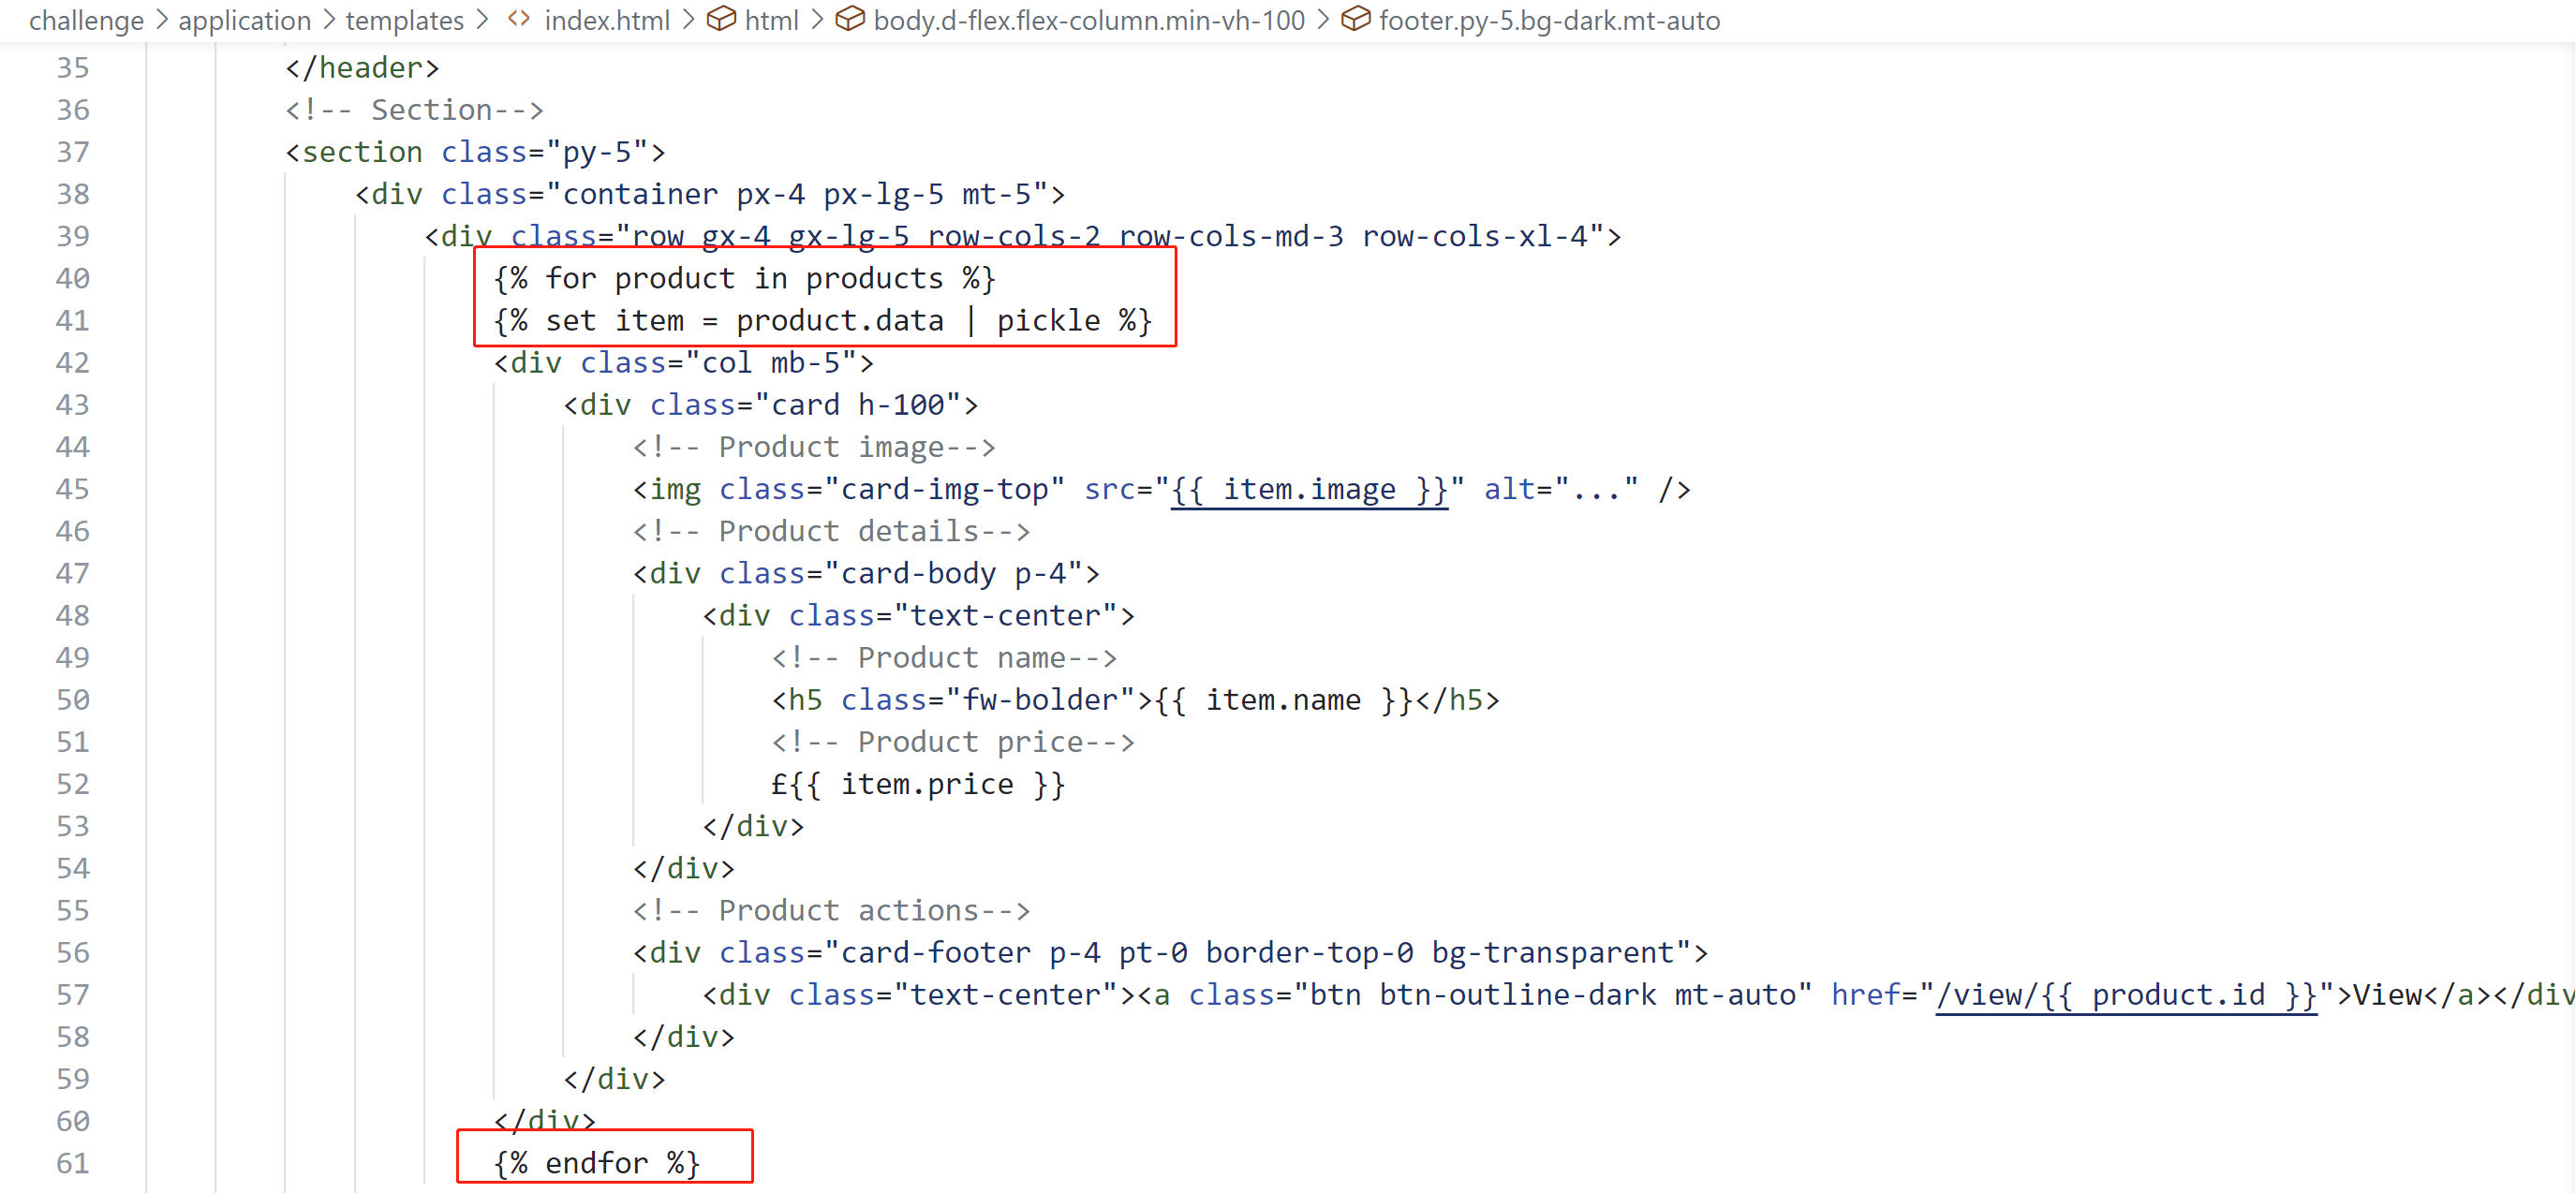 challenge > application > templates > <> index.html > html > body.d-flex.flex-column.min-vh-100 > footer.py-5.bg-dark.mt-auto
35 </header>
36 <!-- Section-->
37 <section class="py-5">
38 <div class="container px-4 px-lg-5 mt-5">
39 <div class="row gx-4 gx-lg-5 row-cols-2 row-cols-md-3 row-cols-xl-4">
40 {% for product in products %}
41 {% set item = product.data | pickle %}
42 <div class="col mb-5">
43 <div class="card h-100">
44 <!-- Product image-->
45 <img class="card-img-top" src="{{ item.image }}" alt="..." />
46 <!-- Product details-->
47 <div class="card-body p-4">
48 <div class="text-center">
49 <!-- Product name-->
50 <h5 class="fw-bolder">{{ item.name }}</h5>
51 <!-- Product price-->
52 £{{ item.price }}
53 </div>
54 </div>
55 <!-- Product actions-->
56 <div class="card-footer p-4 pt-0 border-top-0 bg-transparent">
57 <div class="text-center"><a class="btn btn-outline-dark mt-auto" href="/view/{{ product.id }}">View</a></div
58 </div>
59 </div>
60 </div>
61 {% endfor %}